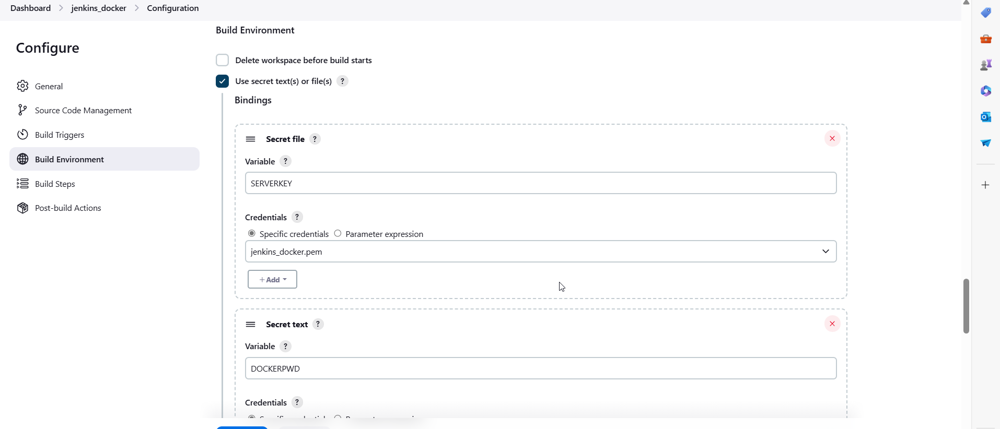 Dashboard > jenkins_docker > Configuration
Configure
General
Source Code Management
Build Triggers
Build Environment
Build Steps
Post-build Actions
Build Environment
Delete workspace before build starts
Use secret text(s) or file(s) ?
Bindings
Secret file ?
Variable ?
SERVERKEY
Credentials ?
Specific credentials Parameter expression
jenkins_docker.pem
+ Add
Secret text ?
Variable ?
DOCKERPWD
Credentials ?